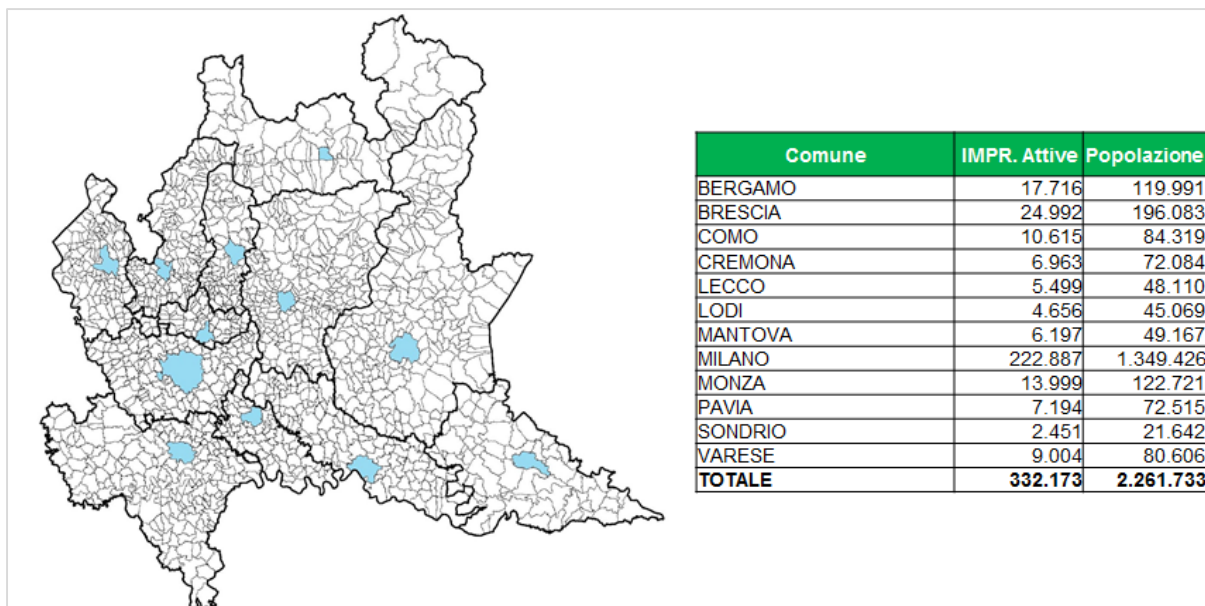 Comune IMPR. Attive Popolazione
BERGAMO 17.716 119.991
BRESCIA 24.992 196.083
COMO 10.615 84.319
CREMONA 6.963 72.084
LECCO 5.499 48.110
LODI 4.656 45.069
MANTOVA 6.197 49.167
MILANO 222.887 1.349.426
MONZA 13.999 122.721
PAVIA 7.194 72.515
SONDRIO 2.451 21.642
VARESE 9.004 80.606
TOTALE 332.173 2.261.733